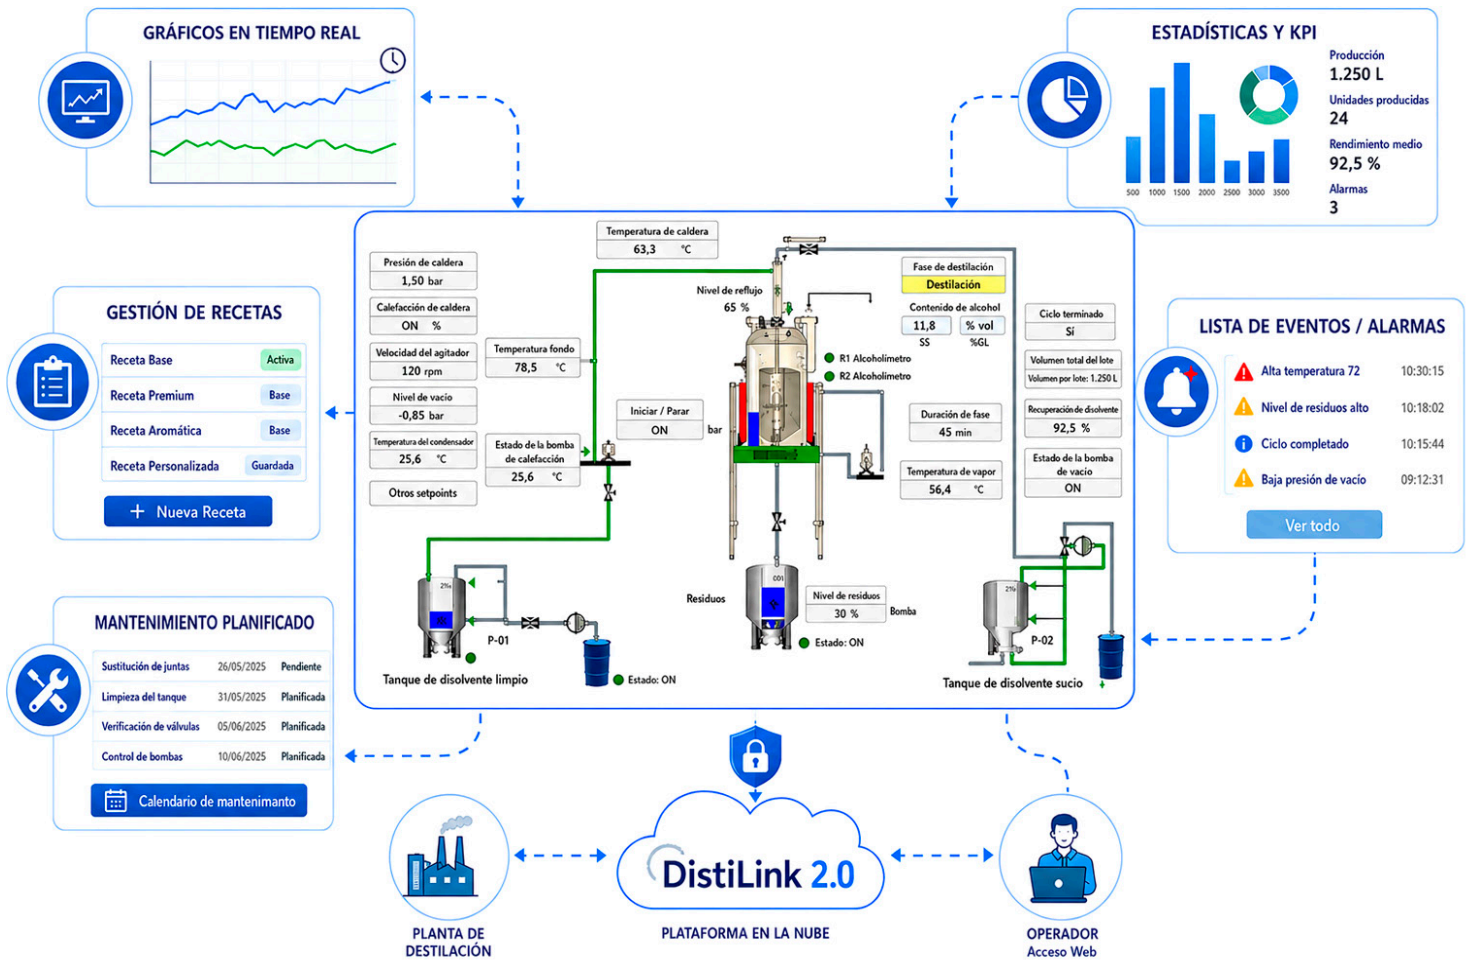 GRÁFICOS EN TIEMPO REAL
ESTADÍSTICAS Y KPI
Producción
1.250 L
Unidades producidas
24
Rendimiento medio
92,5 %
Alarmas
3
500 1000 1500 2000 2500 3000 3500
GESTIÓN DE RECETAS
Receta Base Activa
Receta Premium Base
Receta Aromática Base
Receta Personalizada Guardada
+ Nueva Receta
MANTENIMIENTO PLANIFICADO
Sustitución de juntas 26/05/2025 Pendiente
Limpieza del tanque 31/05/2025 Planificada
Verificación de válvulas 05/06/2025 Planificada
Control de bombas 10/06/2025 Planificada
Calendario de mantenimanto
Temperatura de caldera
63,3 °C
Presión de caldera
1,50 bar
Calefacción de caldera
ON %
Velocidad del agitador
120 rpm
Nivel de vacío
-0,85 bar
Temperatura del condensador
25,6 °C
Otros setpoints
Temperatura fondo
78,5 °C
Estado de la bomba
de calefacción
25,6 °C
Nivel de reflujo
65 %
Iniciar / Parar
ON
bar
R1 Alcoholímetro
R2 Alcoholímetro
Fase de destilación
Destilación
Contenido de alcohol
11,8 % vol
SS %GL
Duración de fase
45 min
Temperatura de vapor
56,4 °C
Ciclo terminado
Sí
Volumen total del lote
Volumen por lote: 1.250 L
Recuperación de disolvente
92,5 %
Estado de la bomba
de vacío
ON
2%
P-01
Tanque de disolvente limpio
Estado: ON
Residuos
Nivel de residuos
30 %
Bomba
Estado: ON
2%
P-02
Tanque de disolvente sucio
LISTA DE EVENTOS / ALARMAS
Alta temperatura 72 10:30:15
Nivel de residuos alto 10:18:02
Ciclo completado 10:15:44
Baja presión de vacío 09:12:31
Ver todo
PLANTA DE
DESTILACIÓN
DistiLink 2.0
PLATAFORMA EN LA NUBE
OPERADOR
Acceso Web